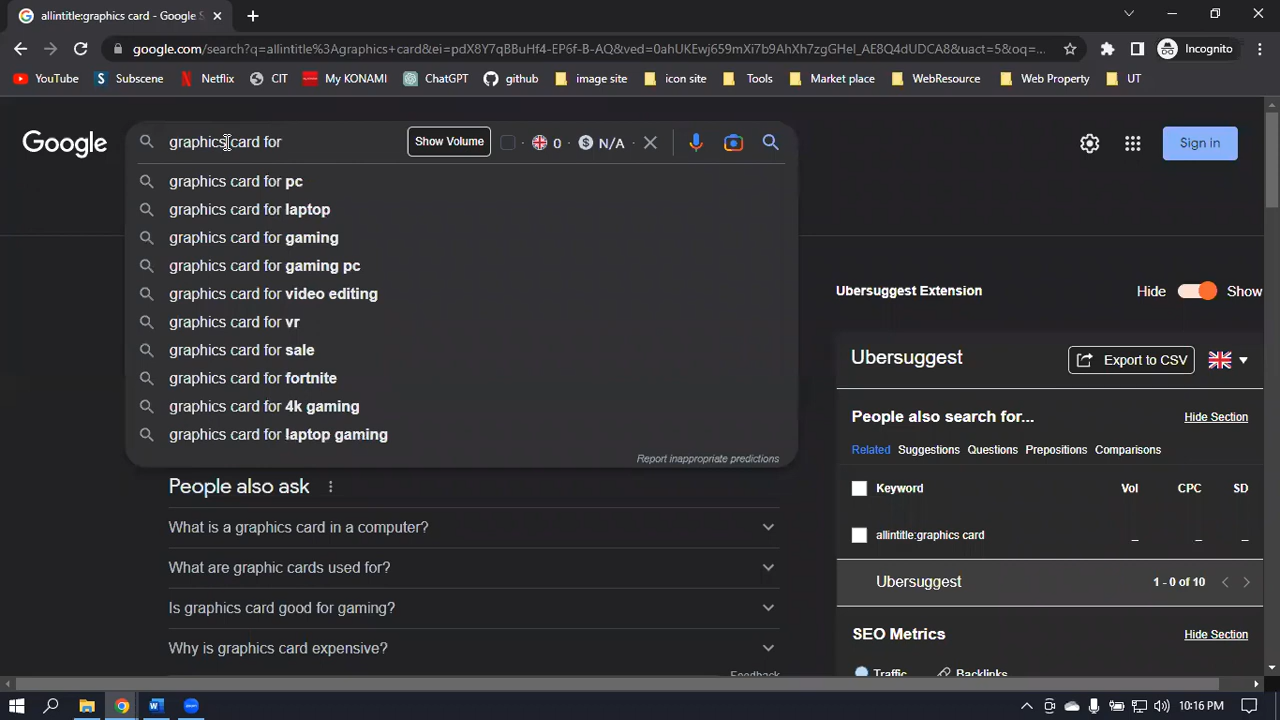 allintitle:graphics card - Google S
google.com/search?q=allintitle%3Agraphics+card&ei=pdX8Y7qBBuHf4-EP6f-B-AQ&ved=0ahUKEwj659mXi7b9AhXh7zgGHeI_AE8Q4dUDCA8&uact=5&oq=...
Incognito
YouTube
Subscene
Netflix
CIT
My KONAMI
ChatGPT
github
image site
icon site
Tools
Market place
WebResource
Web Property
UT
Google
graphics card for
Show Volume
0
N/A
Sign in
graphics card for pc
graphics card for laptop
graphics card for gaming
graphics card for gaming pc
graphics card for video editing
graphics card for vr
graphics card for sale
graphics card for fortnite
graphics card for 4k gaming
graphics card for laptop gaming
Report inappropriate predictions
People also ask
What is a graphics card in a computer?
What are graphic cards used for?
Is graphics card good for gaming?
Why is graphics card expensive?
Feedback
Ubersuggest Extension
Hide
Show
Ubersuggest
Export to CSV
People also search for...
Hide Section
Related Suggestions Questions Prepositions Comparisons
Keyword Vol CPC SD
allintitle:graphics card _ _ _
Ubersuggest 1 - 0 of 10
SEO Metrics
Hide Section
Traffic Backlinks
10:16 PM